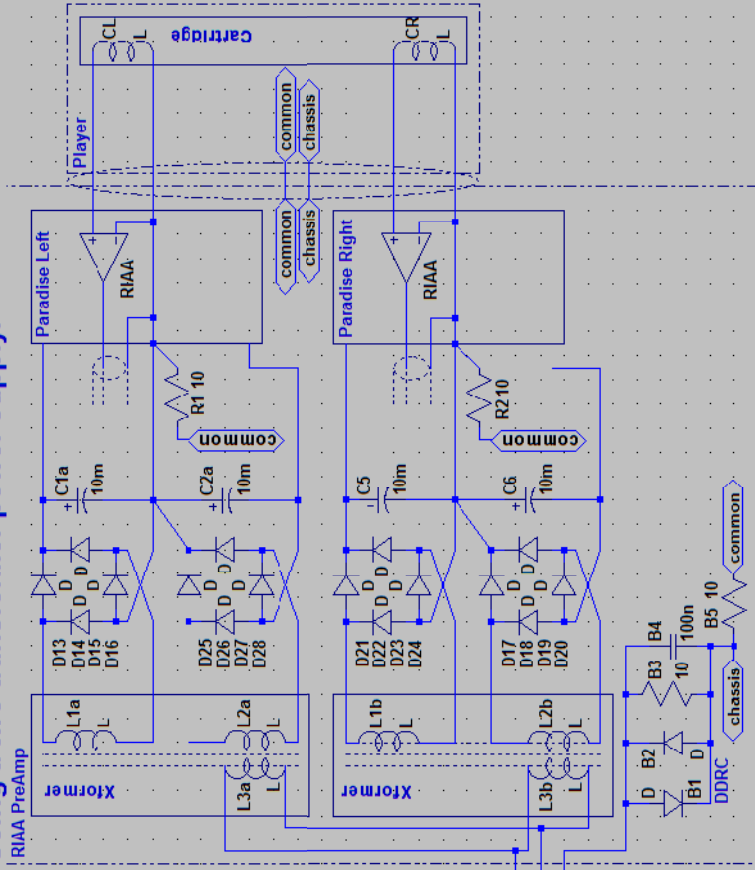 RIAA PreAmp
Xformer
L1a
L
L2a
L
L3a
L
D13
D14
D15
D16
D
D
D
D
D25
D26
D27
D28
D
D
D
D
C1a
10m
+
C2a
10m
+
R1 10
common
Paradise Left
+
-
RIAA
Player
CL
L
Cartridge
CR
L
common
chassis
common
chassis
Xformer
L1b
L
L2b
L
L3b
L
D21
D22
D23
D24
D
D
D
D
D17
D18
D19
D20
D
D
D
D
C5
10m
-
C6
10m
+
R2 10
common
Paradise Right
+
-
RIAA
D
B1
B2
D
B3
10
B4
100n
B5 10
DDRC
chassis
common